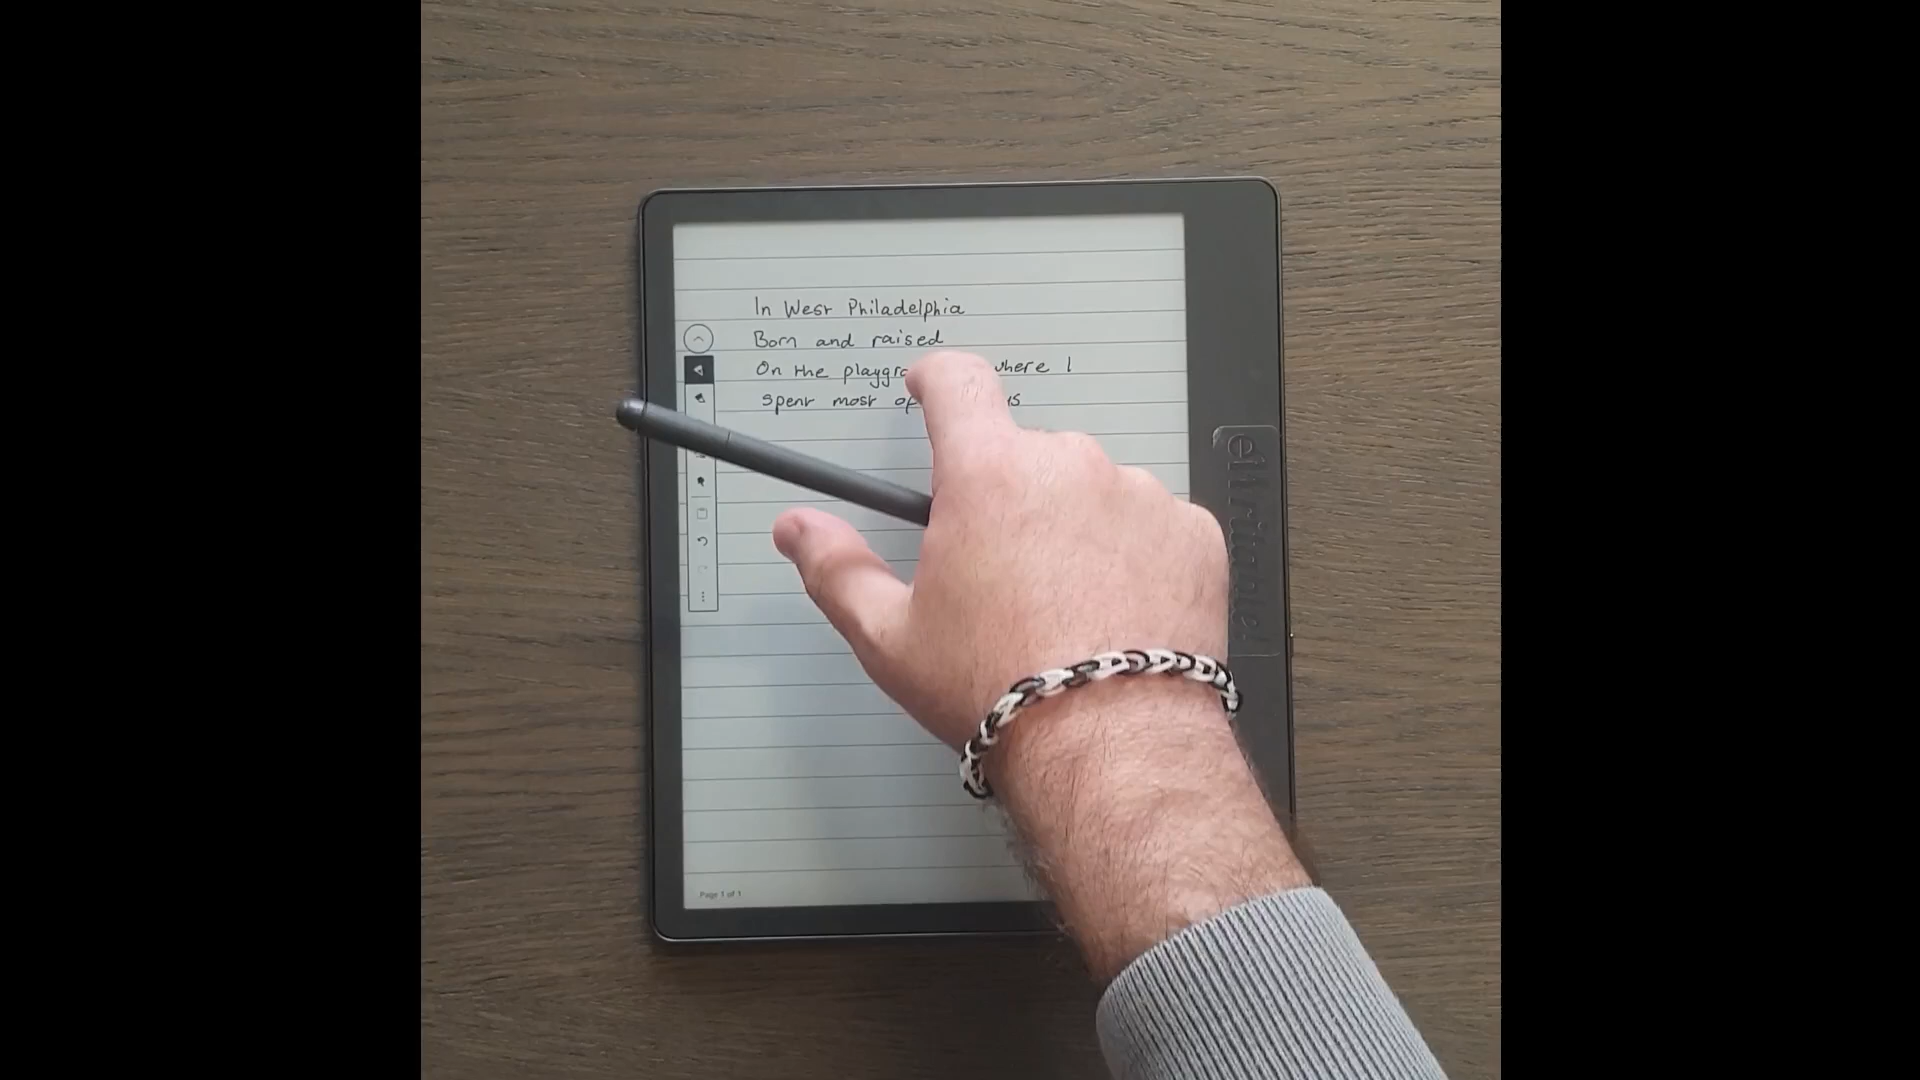 In West Philadelphia
Born and raised
On the where I
spent most
Page 1 of 1